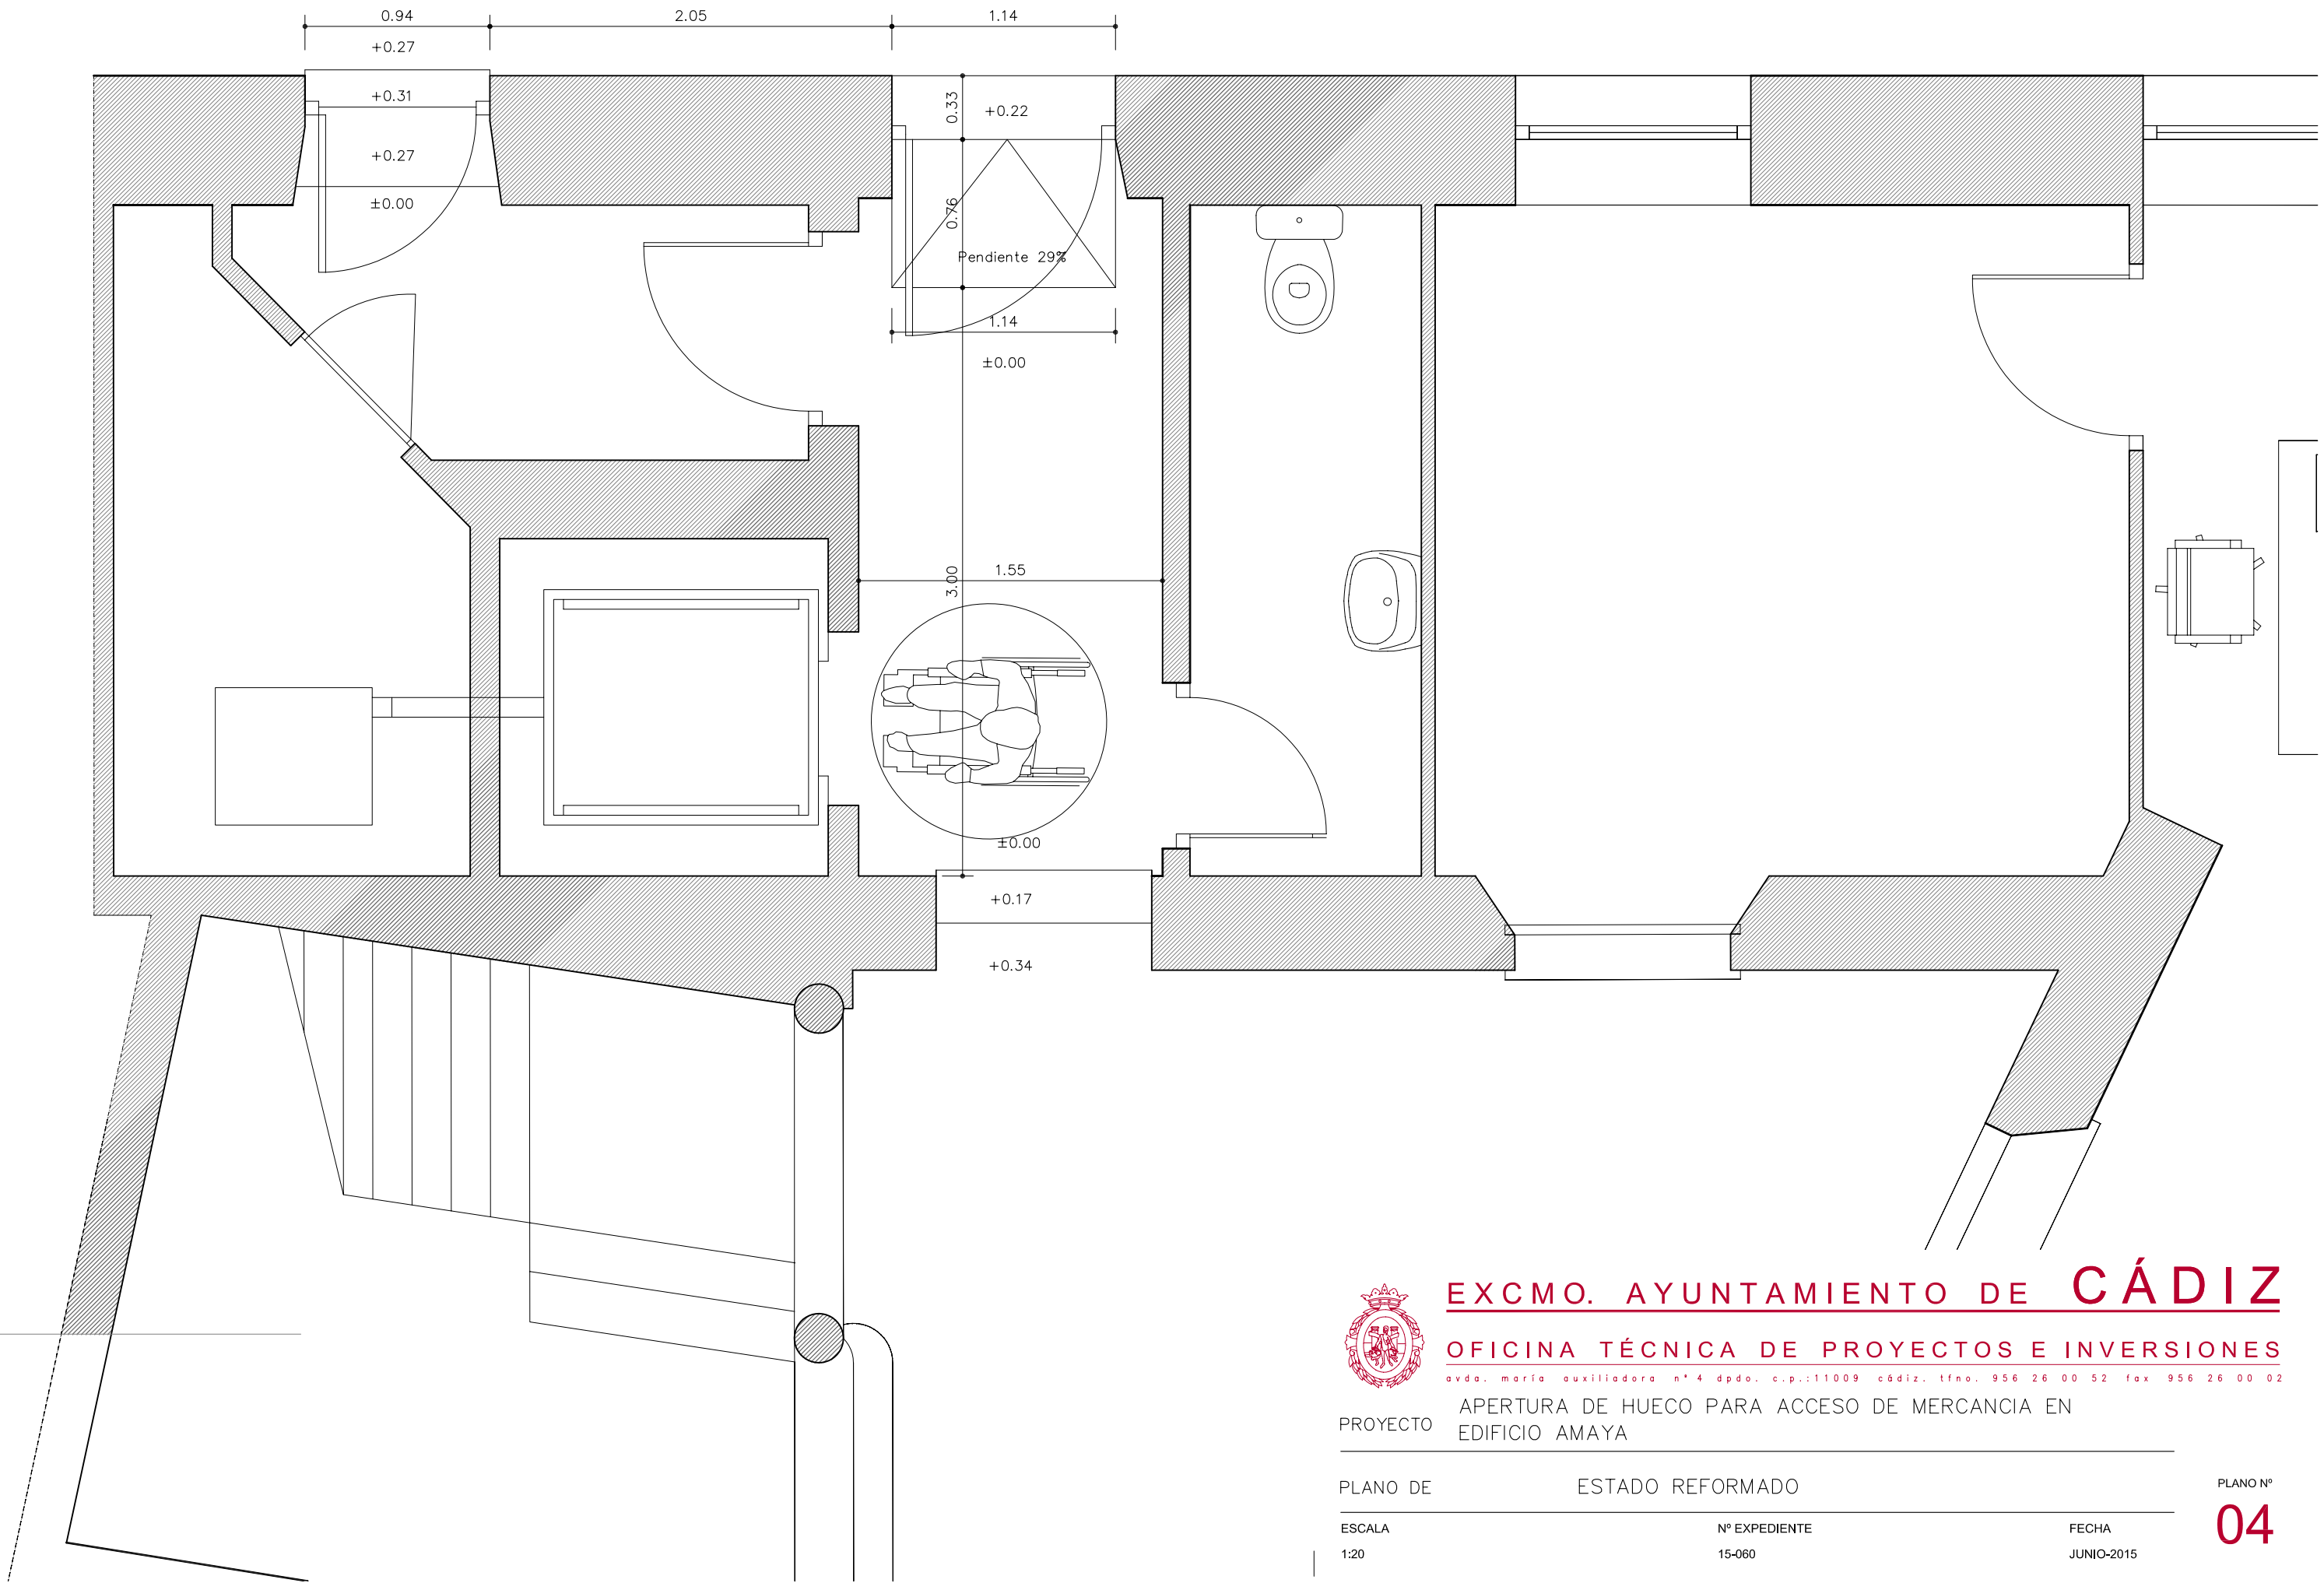 0.94
2.05
1.14
+0.27
+0.31
0.33
+0.22
+0.27
±0.00
0.76
Pendiente 29%
1.14
±0.00
3.00
1.55
±0.00
+0.17
+0.34
EXCMO. AYUNTAMIENTO DE CÁDIZ
OFICINA TÉCNICA DE PROYECTOS E INVERSIONES
avda. maría auxiliadora nº 4 dpdo. c.p.:11009 cádiz. tfno. 956 26 00 52 fax 956 26 00 02
PROYECTO APERTURA DE HUECO PARA ACCESO DE MERCANCIA EN
EDIFICIO AMAYA
PLANO DE ESTADO REFORMADO
PLANO Nº
04
ESCALA Nº EXPEDIENTE FECHA
1:20 15-060 JUNIO-2015